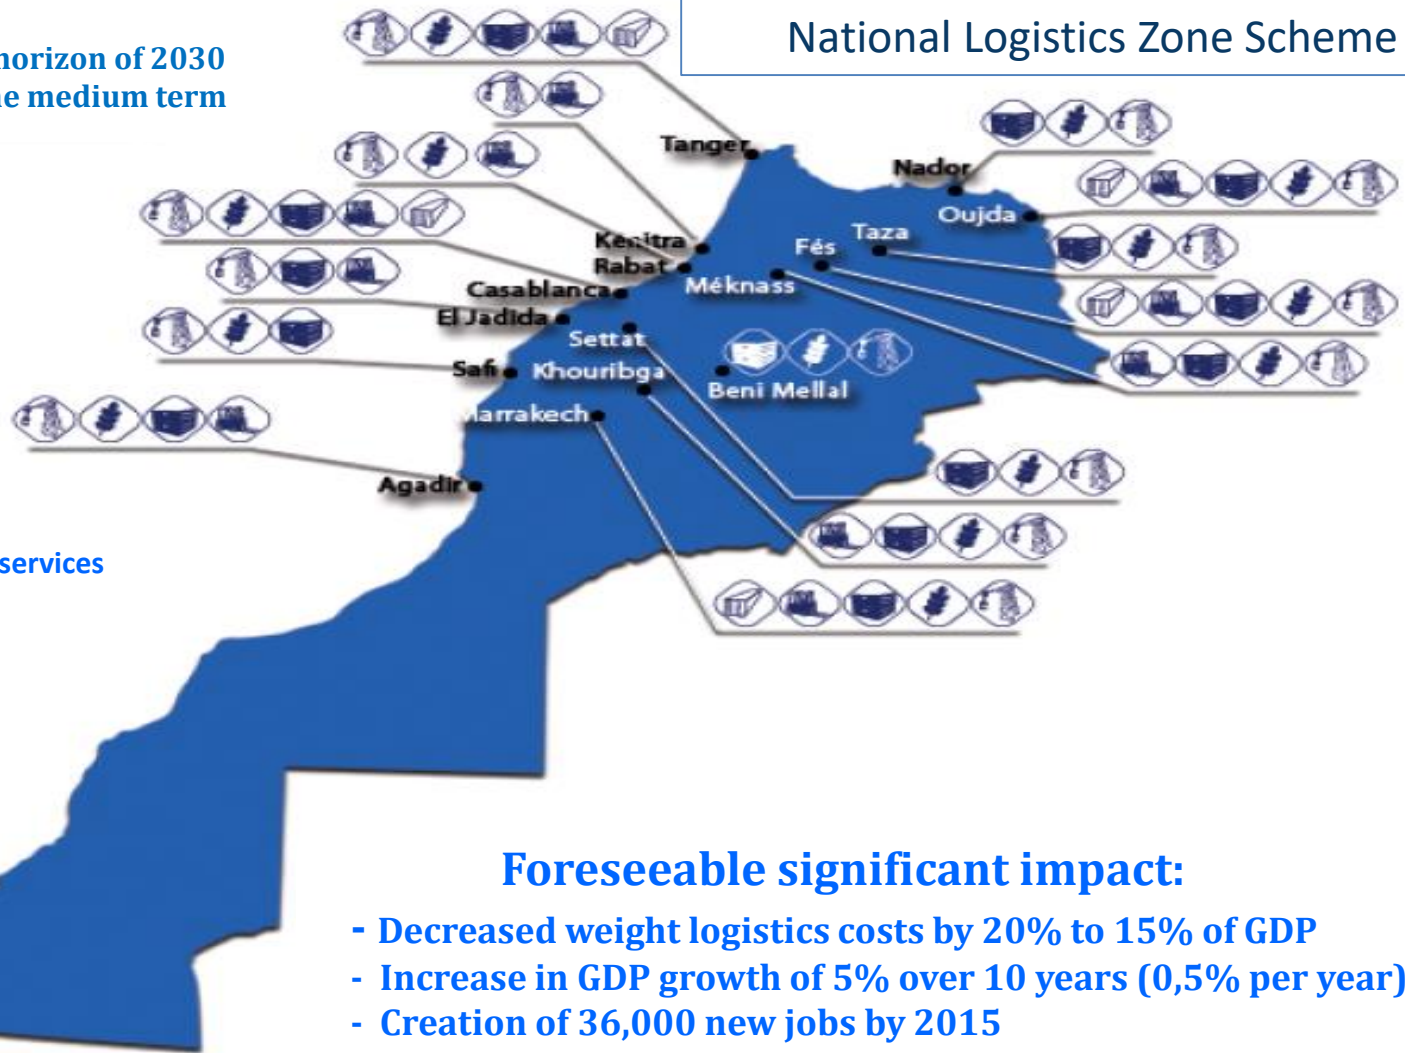 National Logistics Zone Scheme
horizon of 2030
medium term
Tanger
Nador
Oujda
Taza
Fés
Kénitra
Rabat
Méknass
Casablanca
El Jadida
Settat
Safi
Khouribga
Beni Mellal
Marrakech
Agadir
services
Foreseeable significant impact:
- Decreased weight logistics costs by 20% to 15% of GDP
- Increase in GDP growth of 5% over 10 years (0,5% per year)
- Creation of 36,000 new jobs by 2015